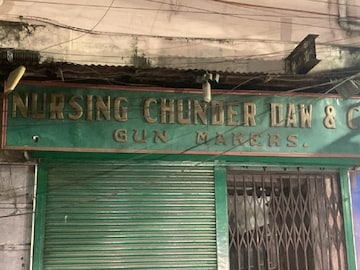 NURSING CHUNDER DAW & C
GUN MAKERS.